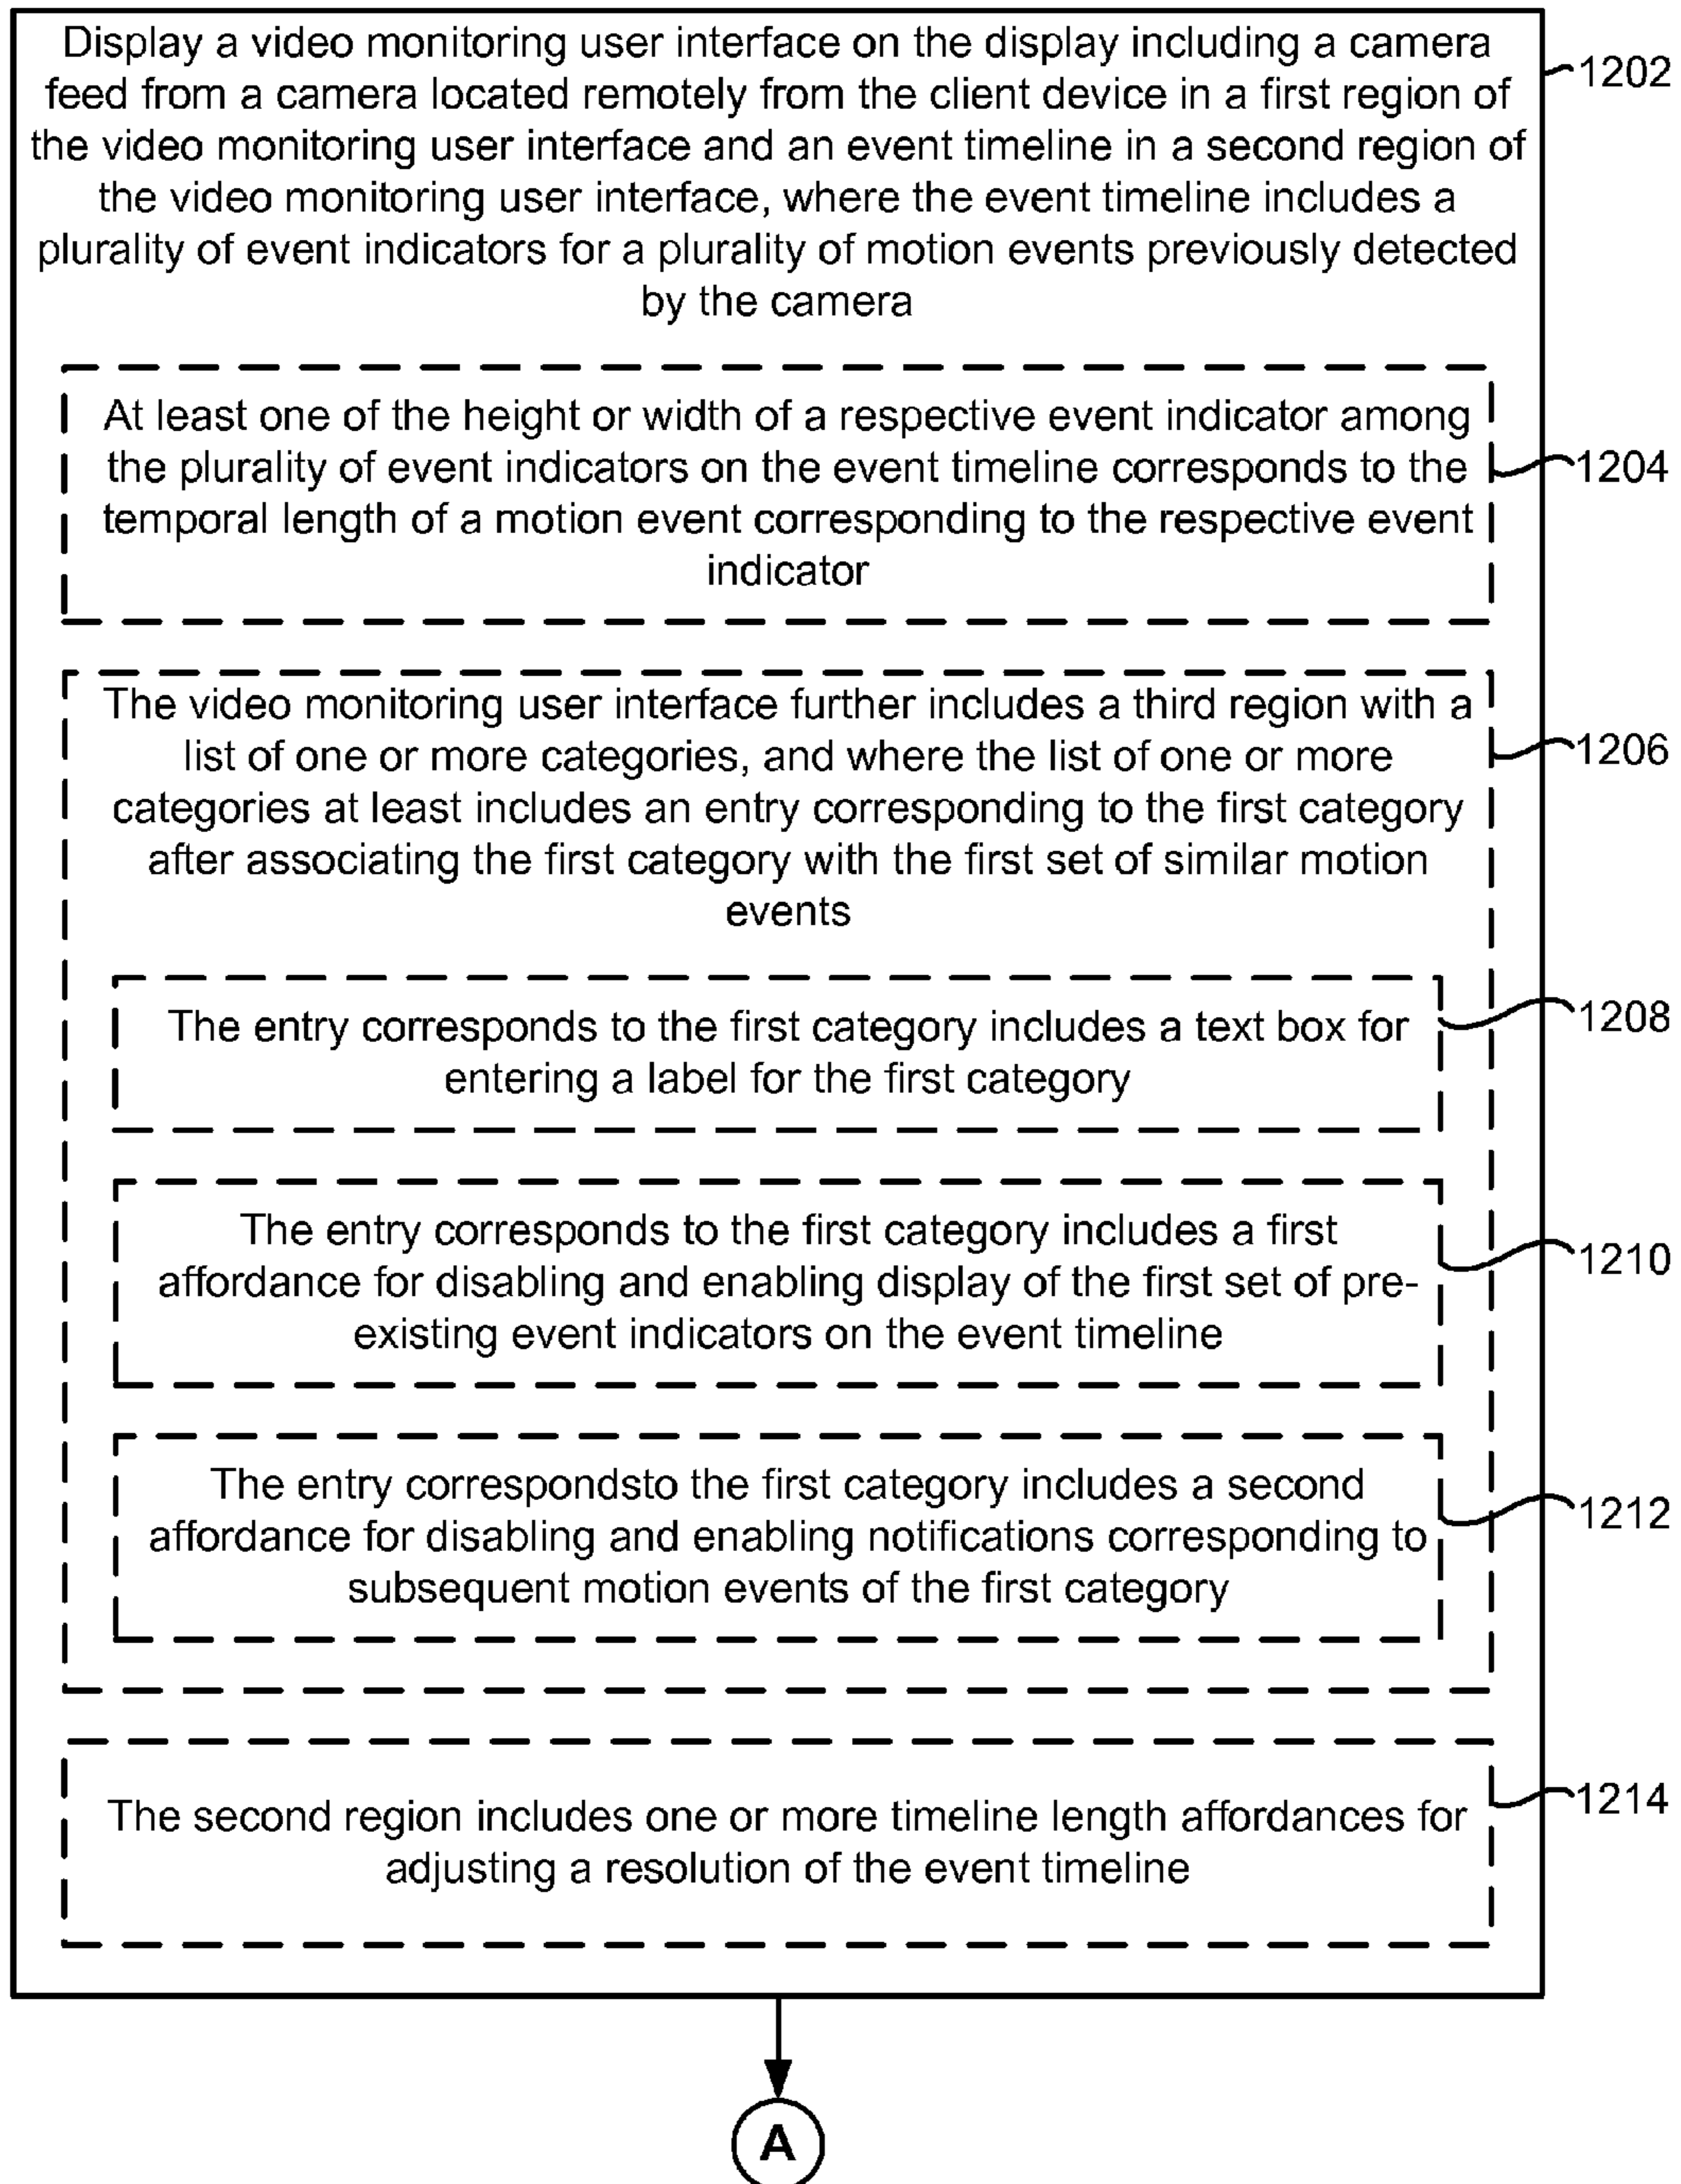 Display a video monitoring user interface on the display including a camera
feed from a camera located remotely from the client device in a first region of
the video monitoring user interface and an event timeline in a second region of
the video monitoring user interface, where the event timeline includes a
plurality of event indicators for a plurality of motion events previously detected
by the camera
1202
At least one of the height or width of a respective event indicator among
the plurality of event indicators on the event timeline corresponds to the
temporal length of a motion event corresponding to the respective event
indicator
1204
The video monitoring user interface further includes a third region with a
list of one or more categories, and where the list of one or more
categories at least includes an entry corresponding to the first category
after associating the first category with the first set of similar motion
events
1206
The entry corresponds to the first category includes a text box for
entering a label for the first category
1208
The entry corresponds to the first category includes a first
affordance for disabling and enabling display of the first set of pre-
existing event indicators on the event timeline
1210
The entry correspondsto the first category includes a second
affordance for disabling and enabling notifications corresponding to
subsequent motion events of the first category
1212
The second region includes one or more timeline length affordances for
adjusting a resolution of the event timeline
1214
A